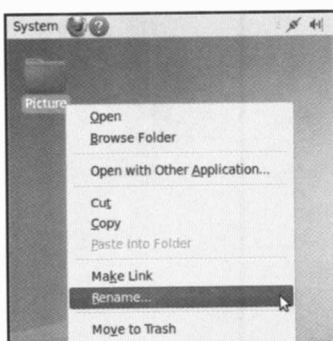 System
Picture
Open
Browse Folder
Open with Other Application...
Cut
Copy
Paste Into Folder
Make Link
Rename...
Move to Trash